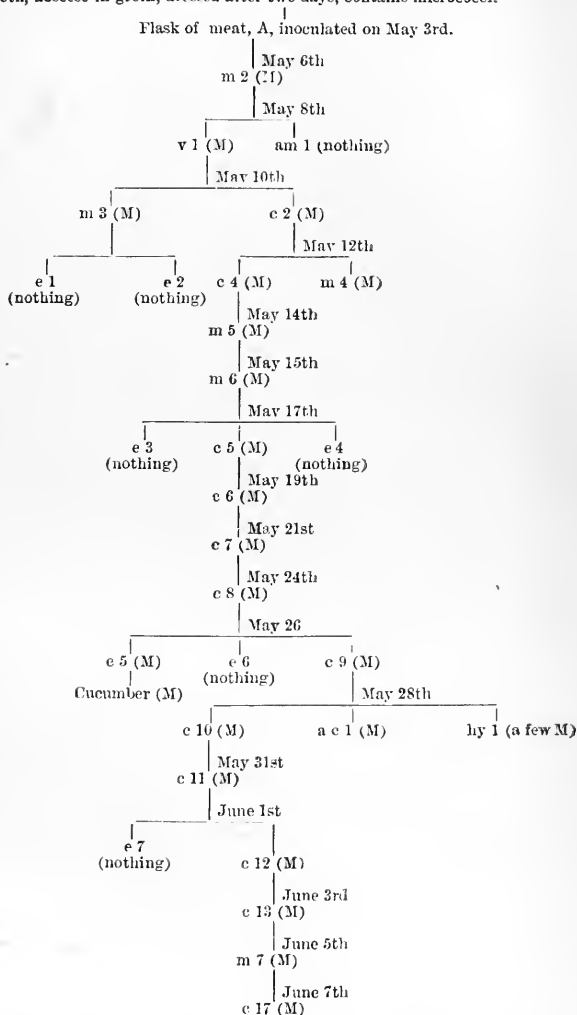 Flask of meat, A, inoculated on May 3rd.
May 6th
m 2 (M)
May 8th
v 1 (M) am 1 (nothing)
May 10th
m 3 (M) c 2 (M)
May 12th
e 1 e 2 c 4 (M) m 4 (M)
(nothing) (nothing)
May 14th
m 5 (M)
May 15th
m 6 (M)
May 17th
e 3 c 5 (M) e 4
(nothing) (nothing)
May 19th
c 6 (M)
May 21st
c 7 (M)
May 24th
c 8 (M)
May 26
e 5 (M) e 6 c 9 (M)
(nothing)
Cucumber (M) May 28th
c 10 (M) a c 1 (M) hy 1 (a few M)
May 31st
c 11 (M)
June 1st
e 7
(nothing) c 12 (M)
June 3rd
c 13 (M)
June 5th
m 7 (M)
June 7th
c 17 (M)